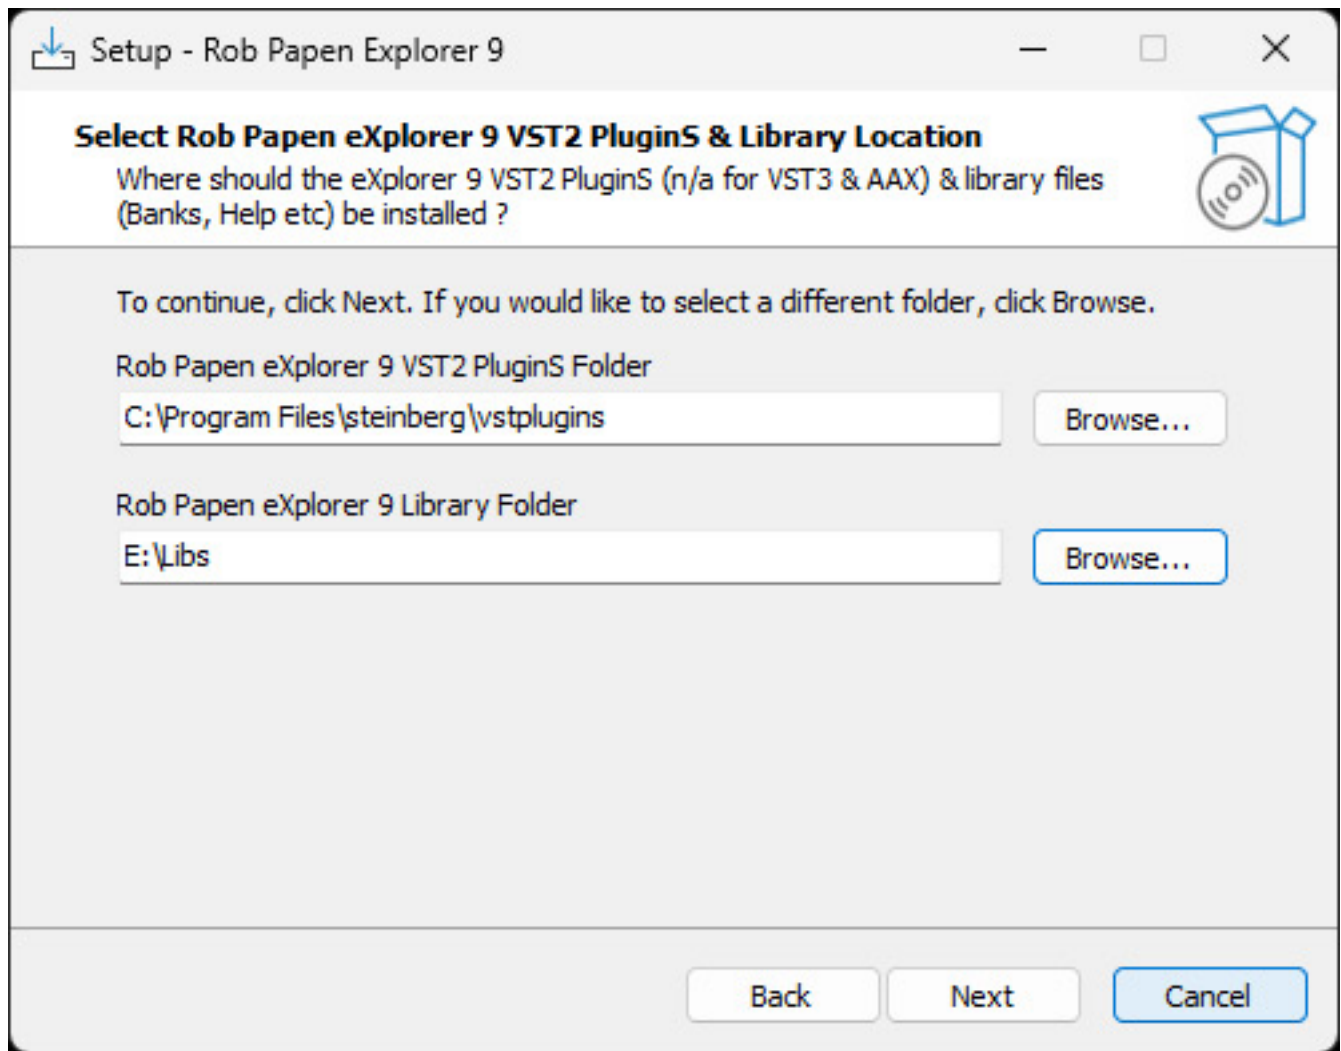 Setup - Rob Papen Explorer 9
Select Rob Papen eXplorer 9 VST2 PluginS & Library Location
Where should the eXplorer 9 VST2 PluginS (n/a for VST3 & AAX) & library files
(Banks, Help etc) be installed ?
To continue, click Next. If you would like to select a different folder, click Browse.
Rob Papen eXplorer 9 VST2 PluginS Folder
C:\Program Files\steinberg\vstplugins
Browse...
Rob Papen eXplorer 9 Library Folder
E:\Libs
Browse...
Back
Next
Cancel